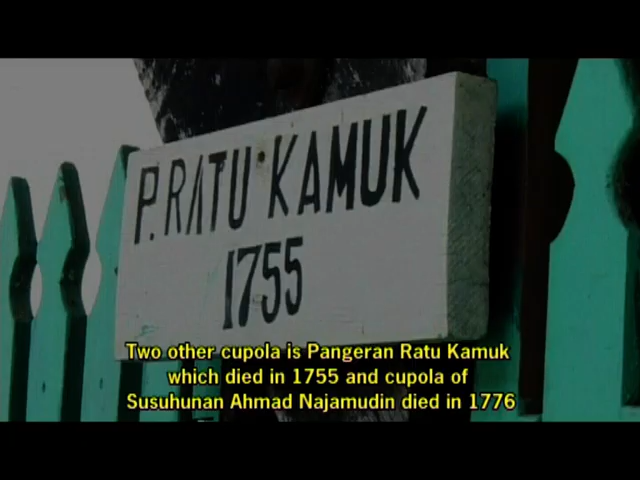 P. RATU KAMUK
1755
Two other cupola is Pangeran Ratu Kamuk
which died in 1755 and cupola of
Susuhunan Ahmad Najamudin died in 1776